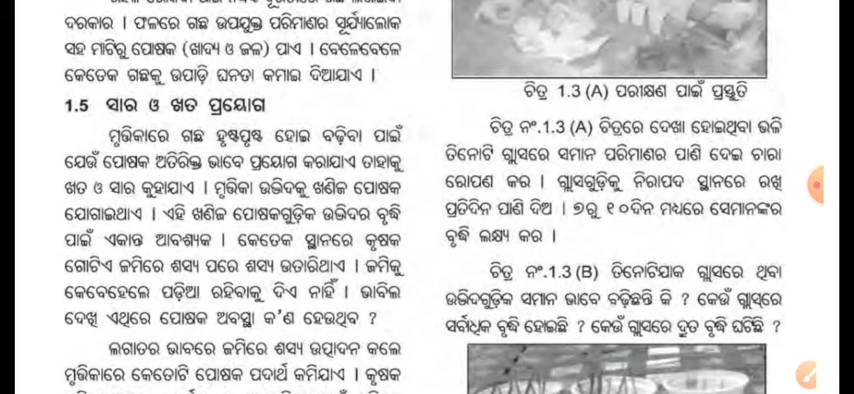 ଦରକାର । ଫଳରେ ଗଛ ଉପଯୁକ୍ତ ପରିମାଣର ସୂର୍ଯ୍ୟାଲୋକ
ସହ ମାଟିରୁ ପୋଷକ (ଖାଦ୍ୟ ଓ ଜଳ) ପାଏ । ବେଳେବେଳେ
କେତେକ ଗଛକୁ ଉପାଡ଼ି ଘନତା କମାଇ ଦିଆଯାଏ ।
1.5 ସାର ଓ ଖତ ପ୍ରୟୋଗ
ମୃତ୍ତିକାରେ ଗଛ ହୃଷ୍ଟପୃଷ୍ଟ ହୋଇ ବଢ଼ିବା ପାଇଁ
ଯେଉଁ ପୋଷକ ଅତିରିକ୍ତ ଭାବେ ପ୍ରୟୋଗ କରାଯାଏ ତାହାକୁ
ଖତ ଓ ସାର କୁହାଯାଏ । ମୃତ୍ତିକା ଉଦ୍ଭିଦକୁ ଖଣିଜ ପୋଷକ
ଯୋଗାଇଥାଏ । ଏହି ଖଣିଜ ପୋଷକଗୁଡ଼ିକ ଉଦ୍ଭିଦର ବୃଦ୍ଧି
ପାଇଁ ଏକାନ୍ତ ଆବଶ୍ୟକ । କେତେକ ସ୍ଥାନରେ କୃଷକ
ଗୋଟିଏ ଜମିରେ ଶସ୍ୟ ପରେ ଶସ୍ୟ ଉତାରିଥାଏ । ଜମିକୁ
କେବେହେଲେ ପଡ଼ିଆ ରହିବାକୁ ଦିଏ ନାହିଁ । ଭାବିଲ
ଦେଖି ଏଥିରେ ପୋଷକ ଅବସ୍ଥା କ'ଣ ହେଉଥିବ ?
ଲଗାତର ଭାବରେ ଜମିରେ ଶସ୍ୟ ଉତ୍ପାଦନ କଲେ
ମୃତ୍ତିକାରେ କେତୋଟି ପୋଷକ ପଦାର୍ଥ କମିଯାଏ । କୃଷକ
ଚିତ୍ର 1.3 (A) ପରୀକ୍ଷଣ ପାଇଁ ପ୍ରସ୍ତୁତି
ଚିତ୍ର ନଂ.1.3 (A) ଚିତ୍ରରେ ଦେଖା ହୋଇଥିବା ଭଳି
ତିନୋଟି ଗ୍ଲାସରେ ସମାନ ପରିମାଣର ପାଣି ଦେଇ ଚାରା
ରୋପଣ କର । ଗ୍ଲାସଗୁଡ଼ିକୁ ନିରାପଦ ସ୍ଥାନରେ ରଖି
ପ୍ରତିଦିନ ପାଣି ଦିଅ । ୭ରୁ ୧୦ଦିନ ମଧ୍ୟରେ ସେମାନଙ୍କର
ବୃଦ୍ଧି ଲକ୍ଷ୍ୟ କର ।
ଚିତ୍ର ନଂ.1.3 (B) ତିନୋଟିଯାକ ଗ୍ଲାସରେ ଥିବା
ଉଦ୍ଭିଦଗୁଡ଼ିକ ସମାନ ଭାବେ ବଢ଼ିଛନ୍ତି କି ? କେଉଁ ଗ୍ଲାସରେ
ସର୍ବାଧିକ ବୃଦ୍ଧି ହୋଇଛି ? କେଉଁ ଗ୍ଲାସରେ ଦ୍ରୁତ ବୃଦ୍ଧି ଘଟିଛି ?